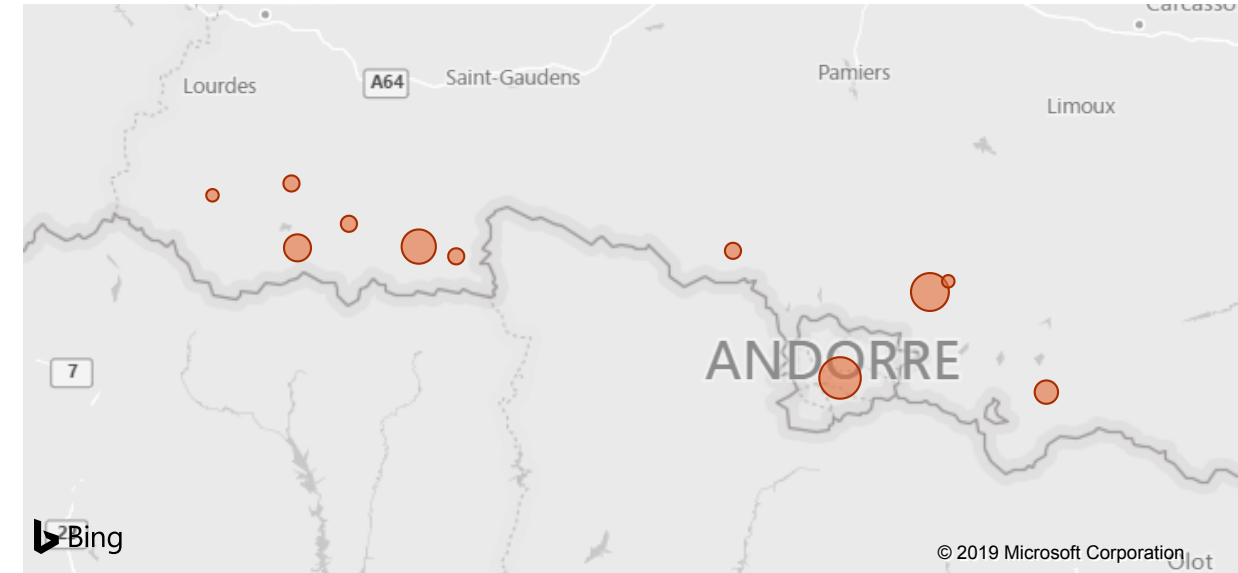 Carcasso
Lourdes
A64
Saint-Gaudens
Pamiers
Limoux
ANDORRE
7
Bing
© 2019 Microsoft Corporation
Olot